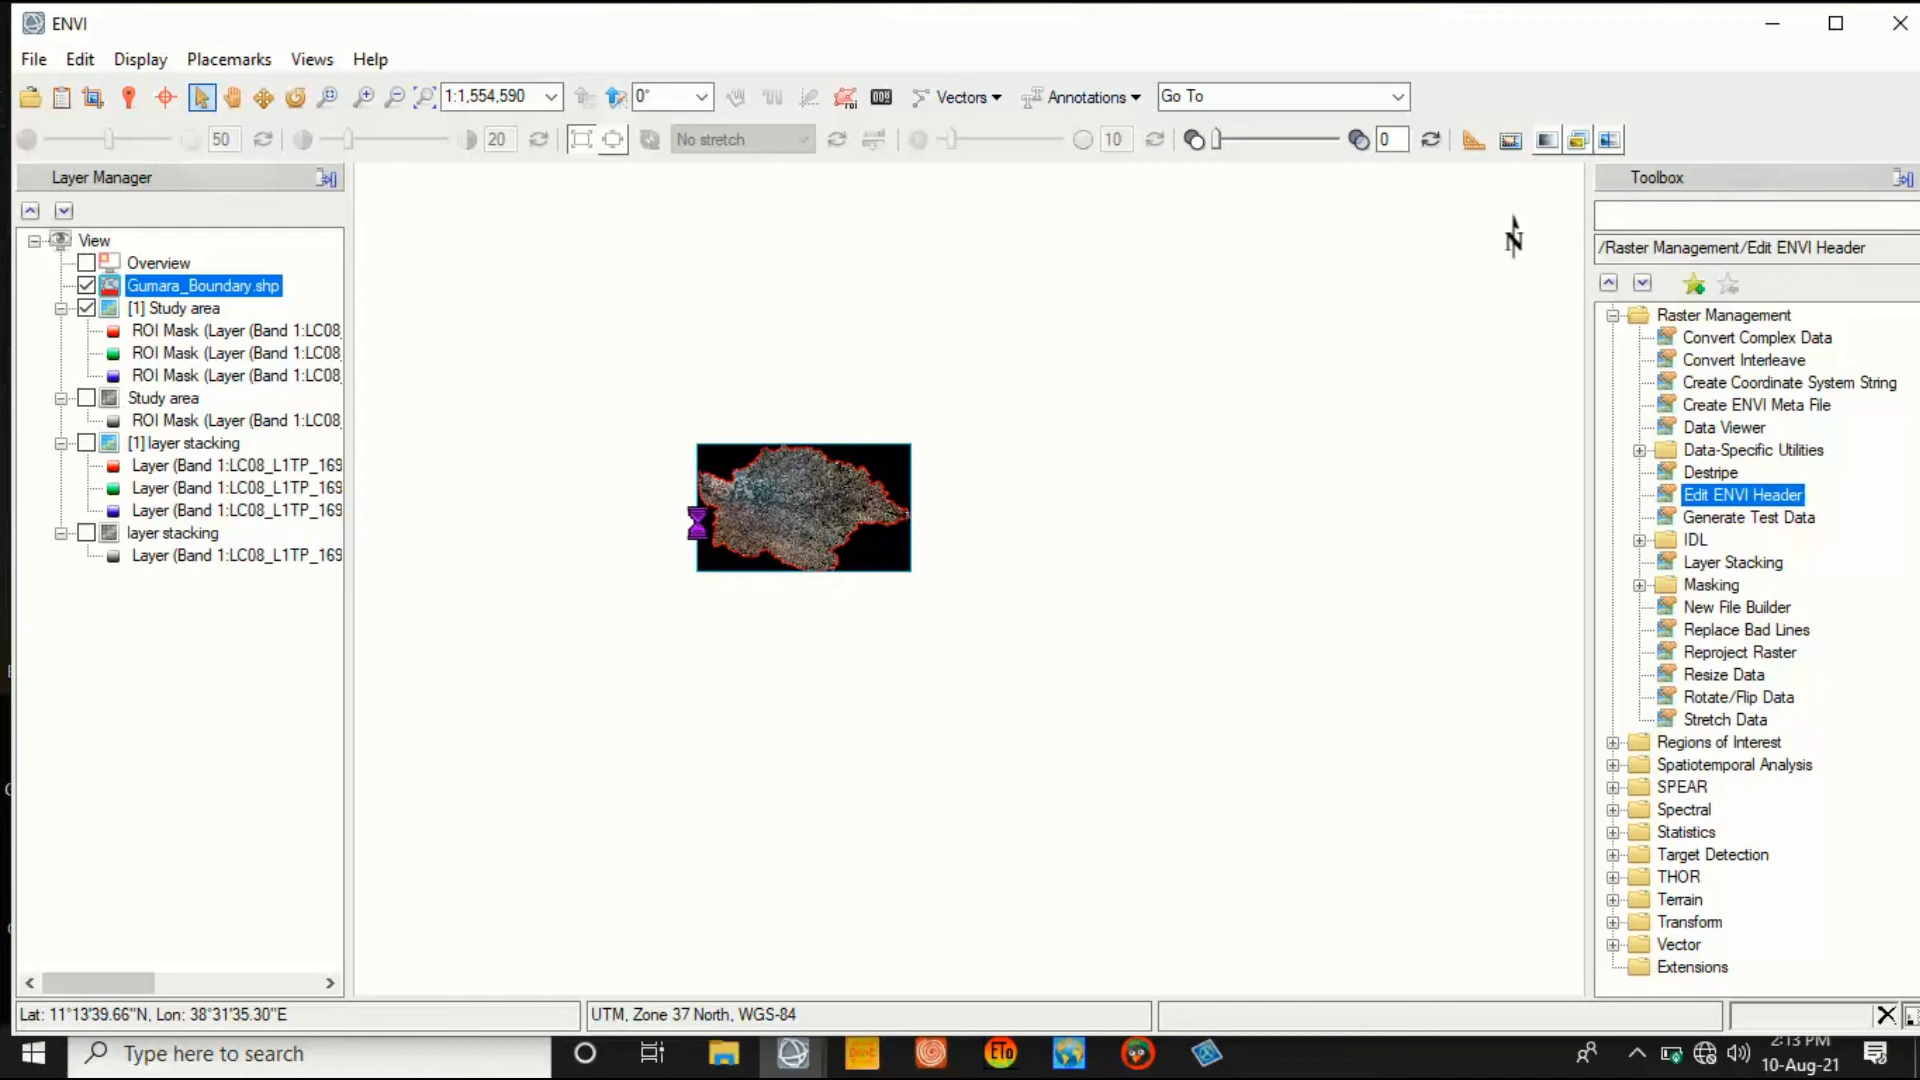 ENVI
File Edit Display Placemarks Views Help
1:1,554,590 0° roi Vectors Annotations Go To
50 20 No stretch 10 0
Layer Manager
View
Overview
Gumara_Boundary.shp
[1] Study area
ROI Mask (Layer (Band 1:LC08_
ROI Mask (Layer (Band 1:LC08_
ROI Mask (Layer (Band 1:LC08_
Study area
ROI Mask (Layer (Band 1:LC08_
[1] layer stacking
Layer (Band 1:LC08_L1TP_169
Layer (Band 1:LC08_L1TP_169
Layer (Band 1:LC08_L1TP_169
layer stacking
Layer (Band 1:LC08_L1TP_169
N
Toolbox
/Raster Management/Edit ENVI Header
Raster Management
Convert Complex Data
Convert Interleave
Create Coordinate System String
Create ENVI Meta File
Data Viewer
Data-Specific Utilities
Destripe
Edit ENVI Header
Generate Test Data
IDL
Layer Stacking
Masking
New File Builder
Replace Bad Lines
Reproject Raster
Resize Data
Rotate/Flip Data
Stretch Data
Regions of Interest
Spatiotemporal Analysis
SPEAR
Spectral
Statistics
Target Detection
THOR
Terrain
Transform
Vector
Extensions
Lat: 11°13'39.66"N, Lon: 38°31'35.30"E UTM, Zone 37 North, WGS-84
Type here to search
ETo
2:13 PM
10-Aug-21